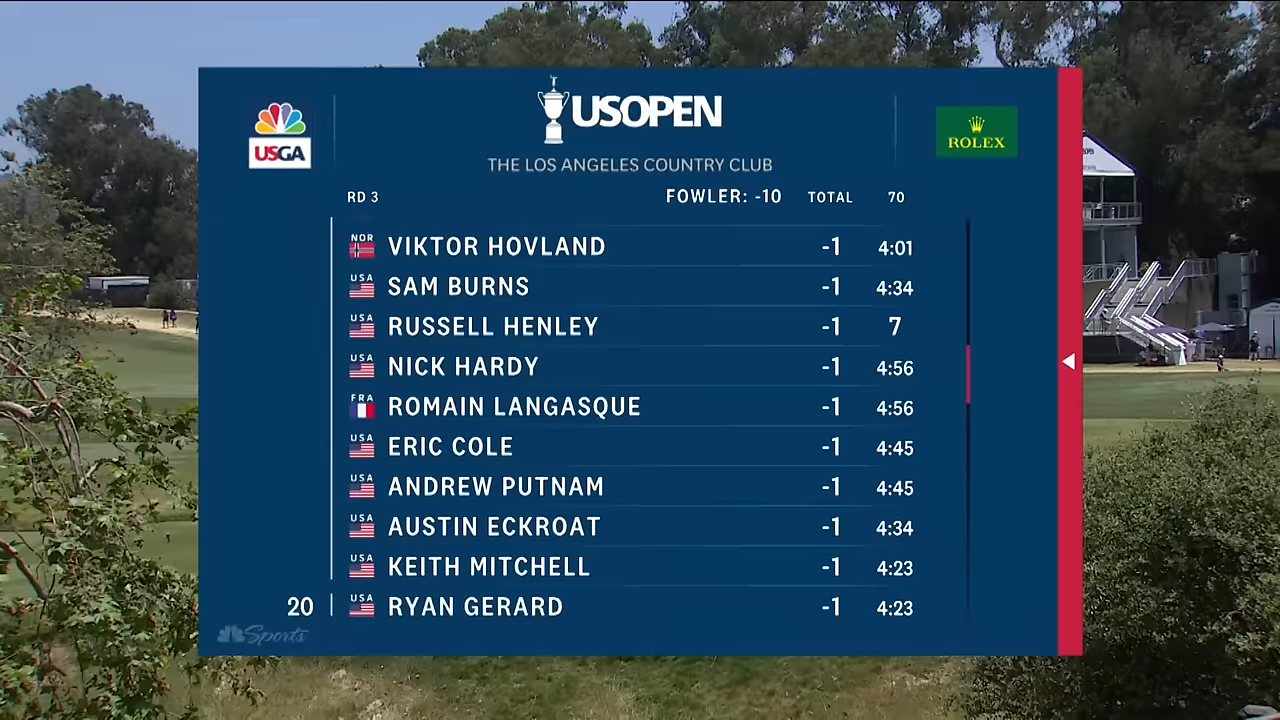 USOPEN
USGA
ROLEX
THE LOS ANGELES COUNTRY CLUB
RD 3 FOWLER: -10 TOTAL 70
NOR VIKTOR HOVLAND -1 4:01
USA SAM BURNS -1 4:34
USA RUSSELL HENLEY -1 7
USA NICK HARDY -1 4:56
FRA ROMAIN LANGASQUE -1 4:56
USA ERIC COLE -1 4:45
USA ANDREW PUTNAM -1 4:45
USA AUSTIN ECKROAT -1 4:34
USA KEITH MITCHELL -1 4:23
20 USA RYAN GERARD -1 4:23
Sports